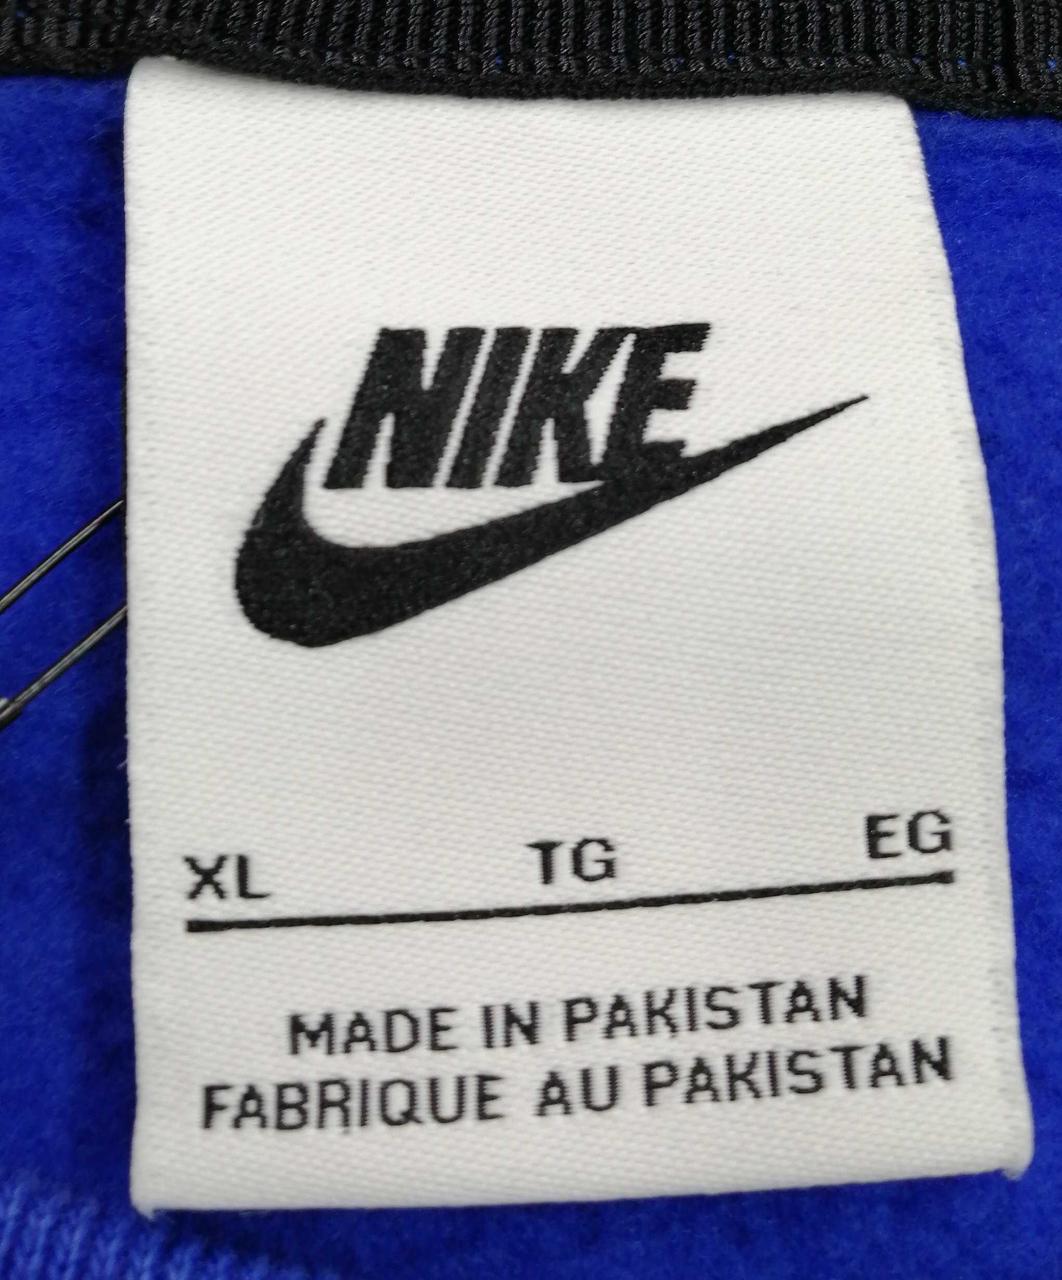 NIKE
XL TG EG
MADE IN PAKISTAN
FABRIQUE AU PAKISTAN